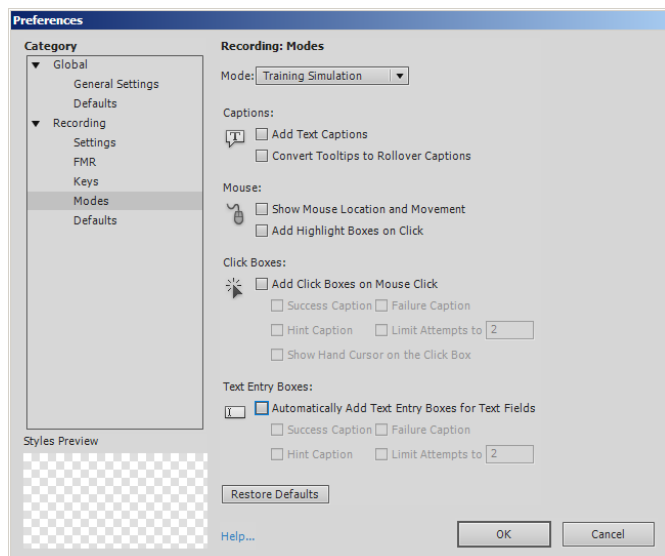 Preferences
Category
Global
General Settings
Defaults
Recording
Settings
FMR
Keys
Modes
Defaults
Styles Preview
Recording: Modes
Mode: Training Simulation
Captions:
T
Add Text Captions
Convert Tooltips to Rollover Captions
Mouse:
Show Mouse Location and Movement
Add Highlight Boxes on Click
Click Boxes:
Add Click Boxes on Mouse Click
Success Caption Failure Caption
Hint Caption Limit Attempts to 2
Show Hand Cursor on the Click Box
Text Entry Boxes:
Automatically Add Text Entry Boxes for Text Fields
Success Caption Failure Caption
Hint Caption Limit Attempts to 2
Restore Defaults
Help... OK Cancel